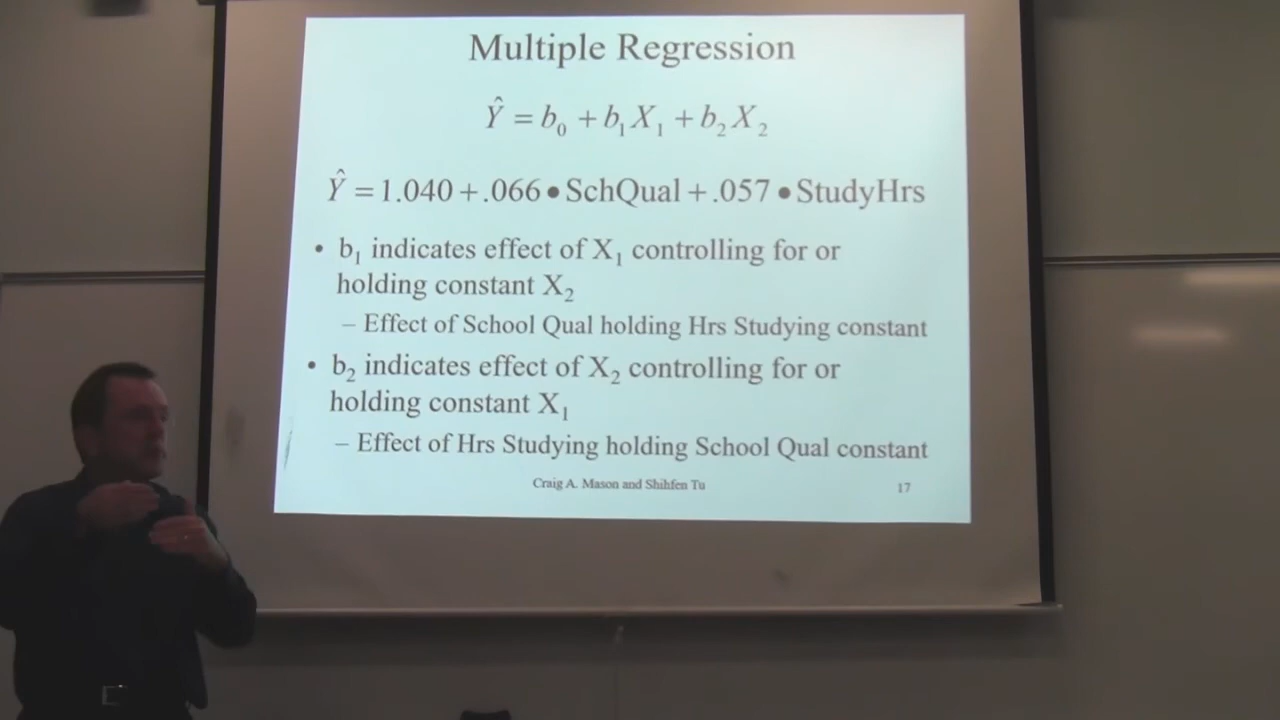 Multiple Regression
Ŷ = b₀ + b₁X₁ + b₂X₂
Ŷ = 1.040 + .066 • SchQual + .057 • StudyHrs
• b₁ indicates effect of X₁ controlling for or
holding constant X₂
– Effect of School Qual holding Hrs Studying constant
• b₂ indicates effect of X₂ controlling for or
holding constant X₁
– Effect of Hrs Studying holding School Qual constant
Craig A. Mason and Shihfen Tu 17